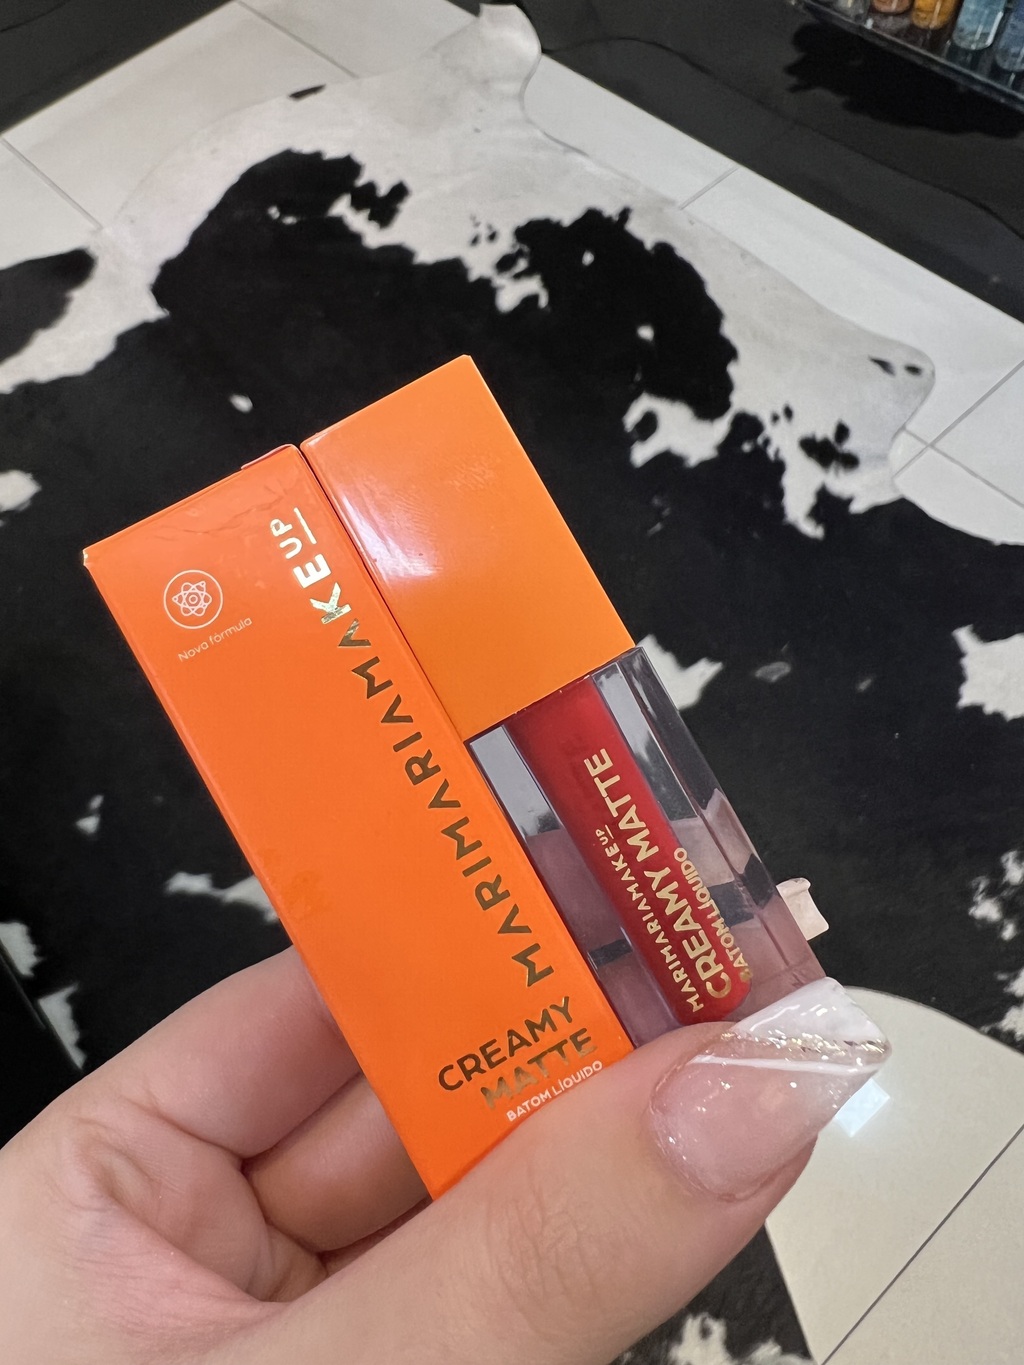 Nova fórmula
MARIMARIAMAKEUP
CREAMY
MATTE
BATOM LÍQUIDO
MARIMARIAMAKEUP
CREAMY MATTE
BATOM LÍQUIDO